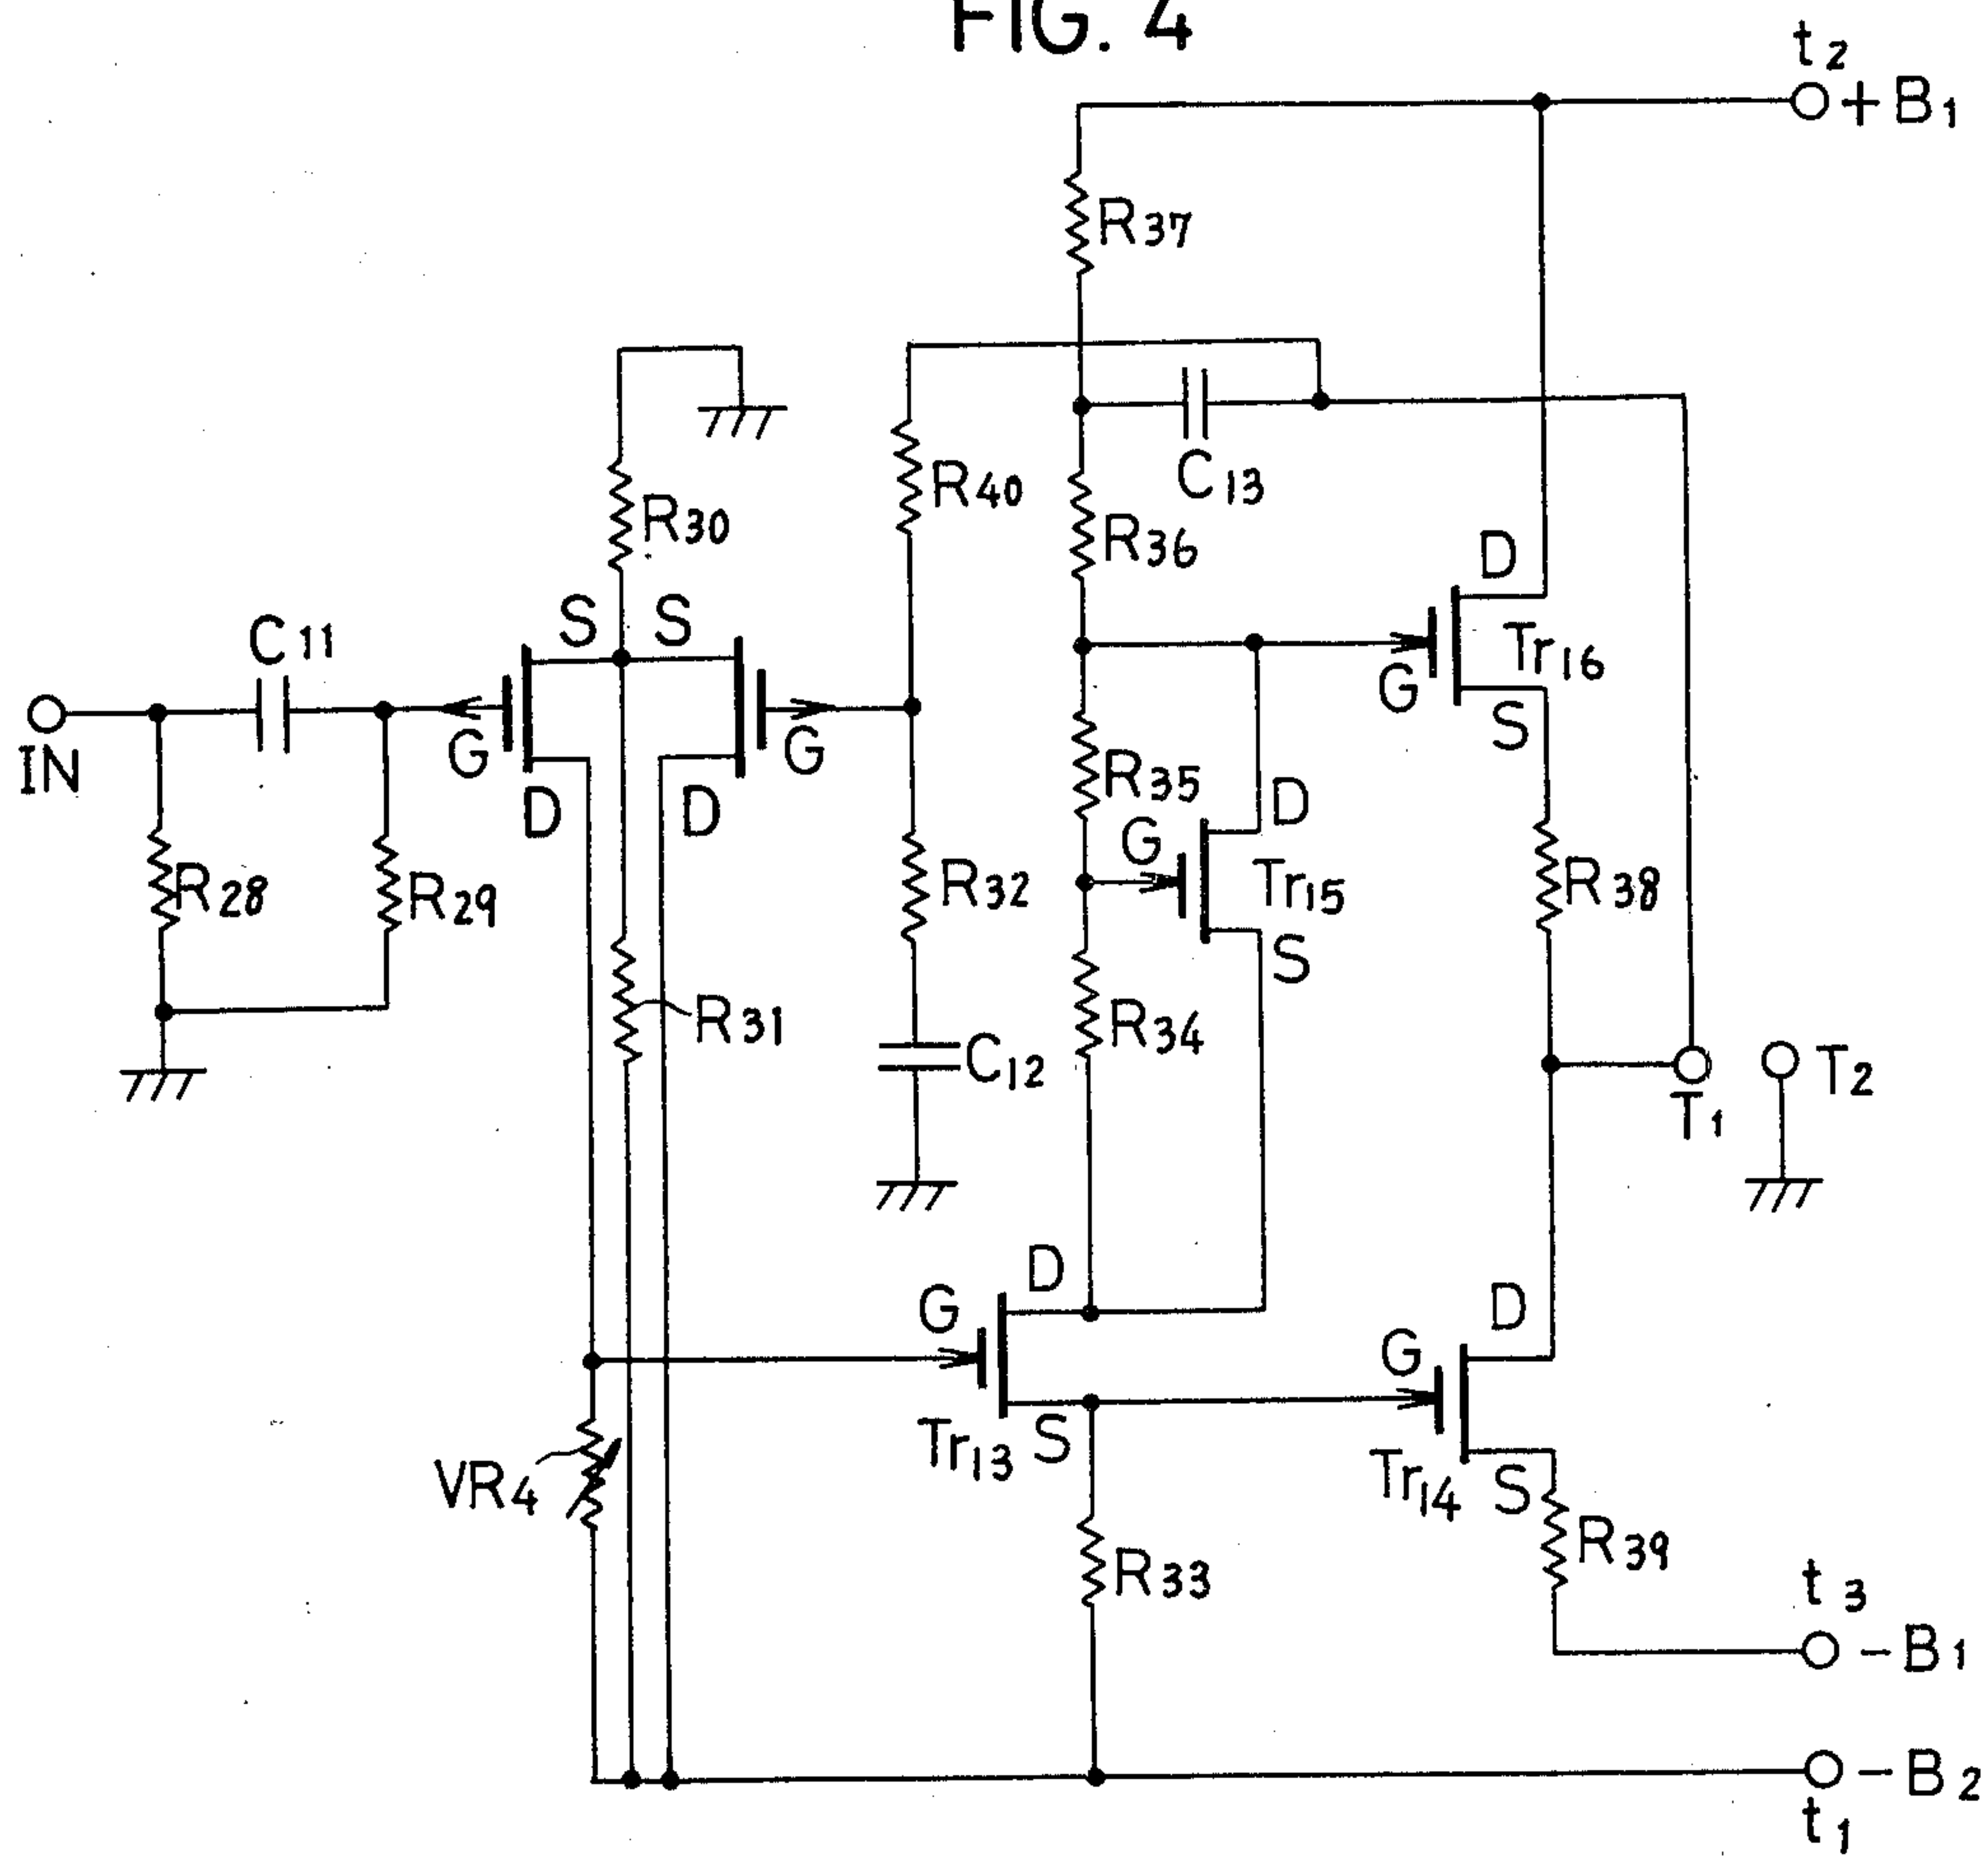 FIG. 4
t2
+B1
R37
R40
C13
R30
R36
D
S S
C11
Tr16
G
S
IN
G
G
D
D
R35
D
G
Tr15
R28
R29
R32
R38
S
R31
R34
C12
T2
T1
D
G
D
G
Tr13
S
VR4
Tr14
S
R39
R33
t3
-B1
-B2
t1